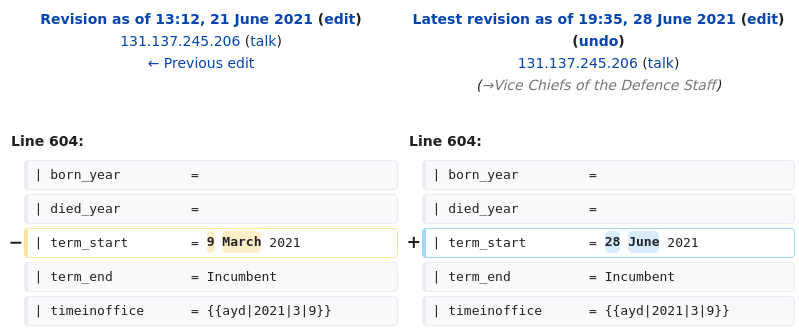 Revision as of 13:12, 21 June 2021 (edit)
131.137.245.206 (talk)
← Previous edit
Latest revision as of 19:35, 28 June 2021 (edit)
(undo)
131.137.245.206 (talk)
(→Vice Chiefs of the Defence Staff)
Line 604:
| born_year =
| died_year =
− | term_start = 9 March 2021
| term_end = Incumbent
| timeinoffice = {{ayd|2021|3|9}}
Line 604:
| born_year =
| died_year =
+ | term_start = 28 June 2021
| term_end = Incumbent
| timeinoffice = {{ayd|2021|3|9}}